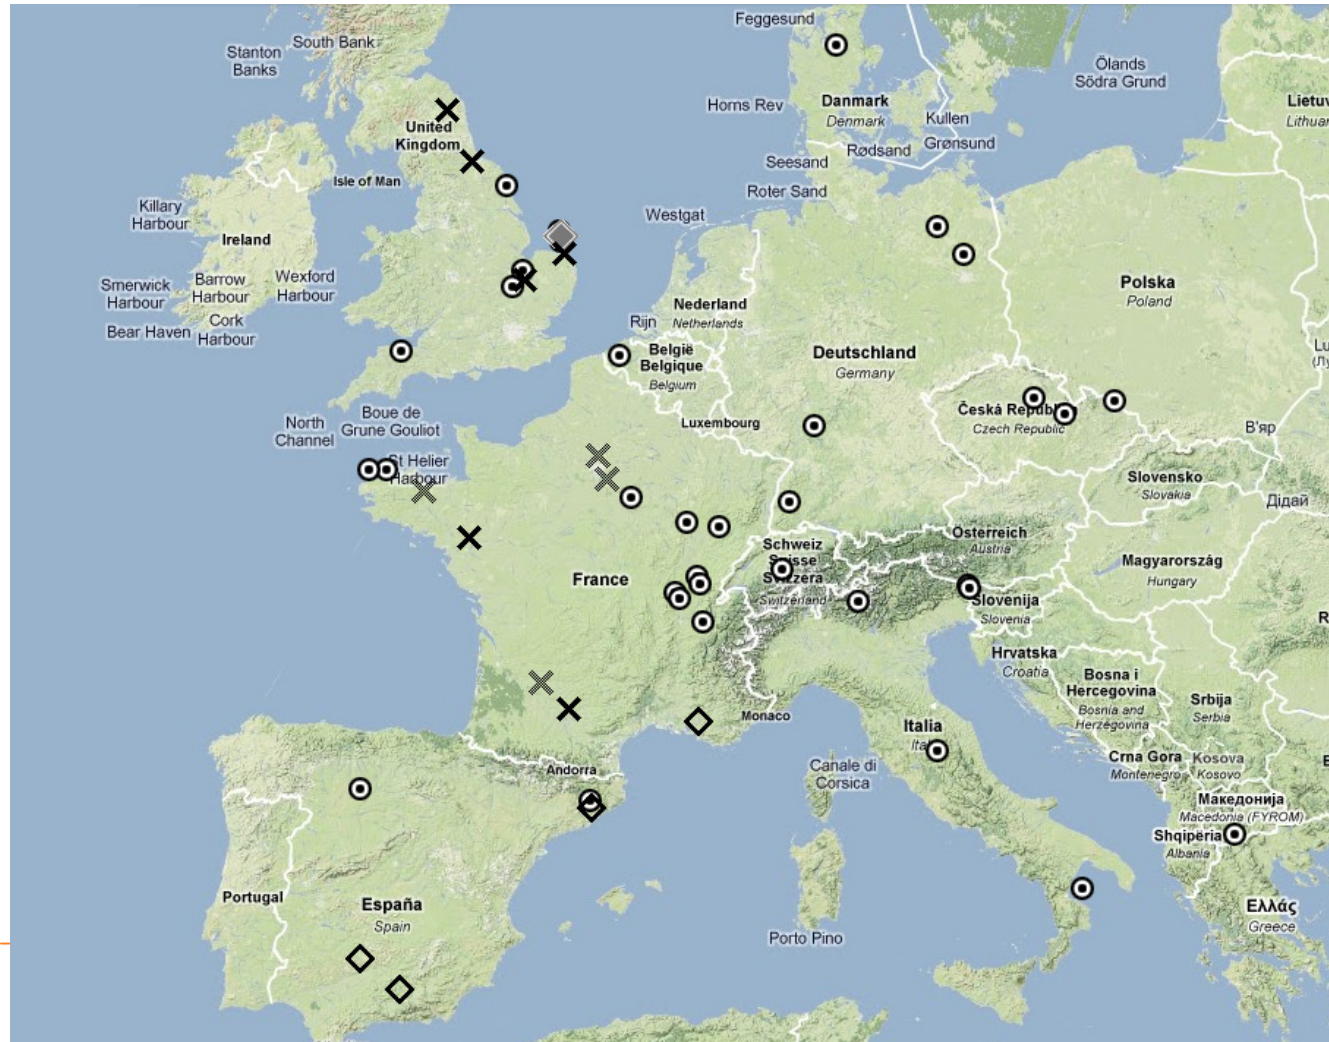 Feggesund
South Bank
Stanton
Banks
Ölands
Södra Grund
Horns Rev
Danmark
Denmark
Kullen
Lithuar
United
Kingdom
Rødsand
Grønsund
Seesand
Isle of Man
Roter Sand
Killary
Harbour
Westgat
Ireland
Smerwick
Harbour
Barrow
Harbour
Wexford
Harbour
Polska
Poland
Nederland
Netherlands
Bear Haven
Cork
Harbour
Rijn
België
Belgique
Belgium
Deutschland
Germany
North
Channel
Boue de
Grune Gouliot
Luxembourg
Česká Republ
Czech Republic
В'яр
St Helier
Harbour
Slovensko
Slovakia
Дідай
Österreich
Austria
Schweiz
Suisse
Svizzera
Switzerland
Magyarország
Hungary
France
Slovenija
Slovenia
Hrvatska
Croatia
Bosna i
Hercegovina
Bosnia and
Herzegovina
Srbija
Serbia
Monaco
Italia
Andorra
Canale di
Corsica
Crna Gora
Montenegro
Kosova
Kosovo
Македонија
Macedonia (FYROM)
Shqipëria
Albania
Portugal
España
Spain
Ελλάς
Greece
Porto Pino